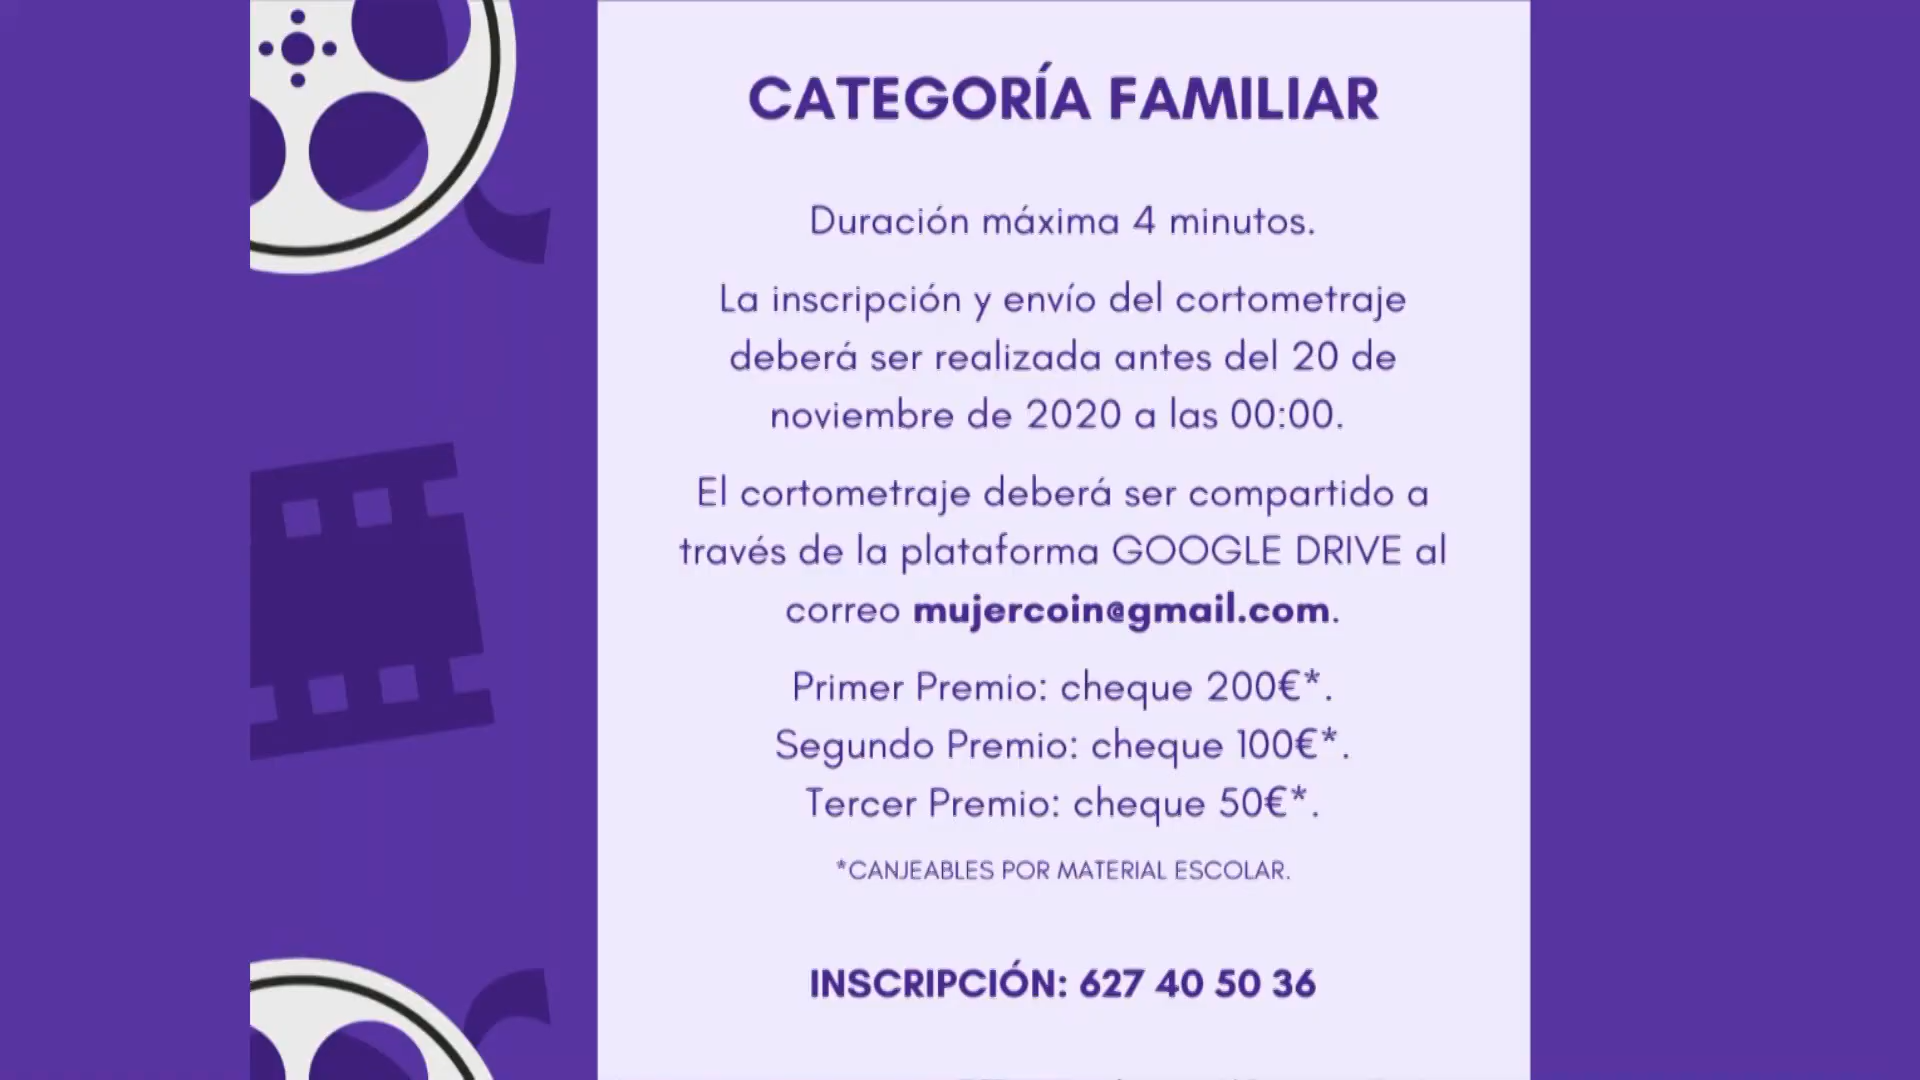 CATEGORÍA FAMILIAR
Duración máxima 4 minutos.
La inscripción y envío del cortometraje
deberá ser realizada antes del 20 de
noviembre de 2020 a las 00:00.
El cortometraje deberá ser compartido a
través de la plataforma GOOGLE DRIVE al
correo mujercoin@gmail.com.
Primer Premio: cheque 200€*.
Segundo Premio: cheque 100€*.
Tercer Premio: cheque 50€*.
*CANJEABLES POR MATERIAL ESCOLAR.
INSCRIPCIÓN: 627 40 50 36